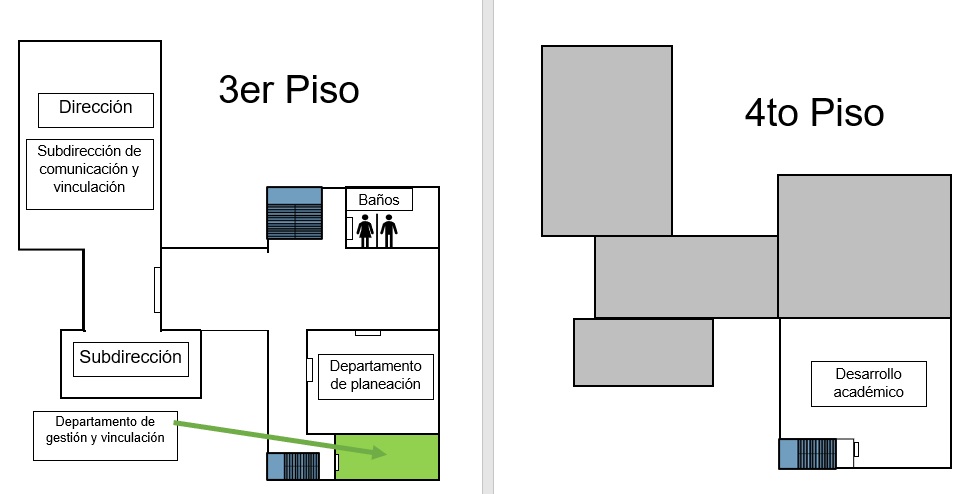 3er Piso
Dirección
Subdirección de
comunicación y
vinculación
Baños
Subdirección
Departamento
de planeación
Departamento de
gestión y vinculación
4to Piso
Desarrollo
académico